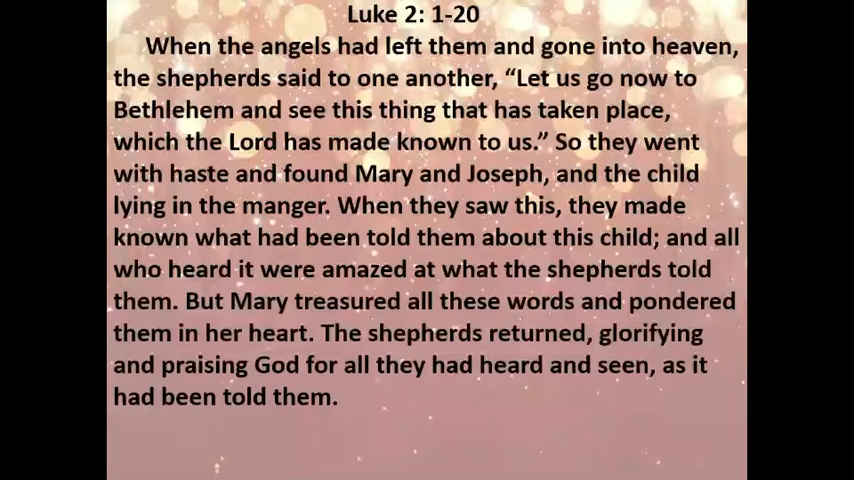 Luke 2: 1-20
When the angels had left them and gone into heaven,
the shepherds said to one another, “Let us go now to
Bethlehem and see this thing that has taken place,
which the Lord has made known to us.” So they went
with haste and found Mary and Joseph, and the child
lying in the manger. When they saw this, they made
known what had been told them about this child; and all
who heard it were amazed at what the shepherds told
them. But Mary treasured all these words and pondered
them in her heart. The shepherds returned, glorifying
and praising God for all they had heard and seen, as it
had been told them.